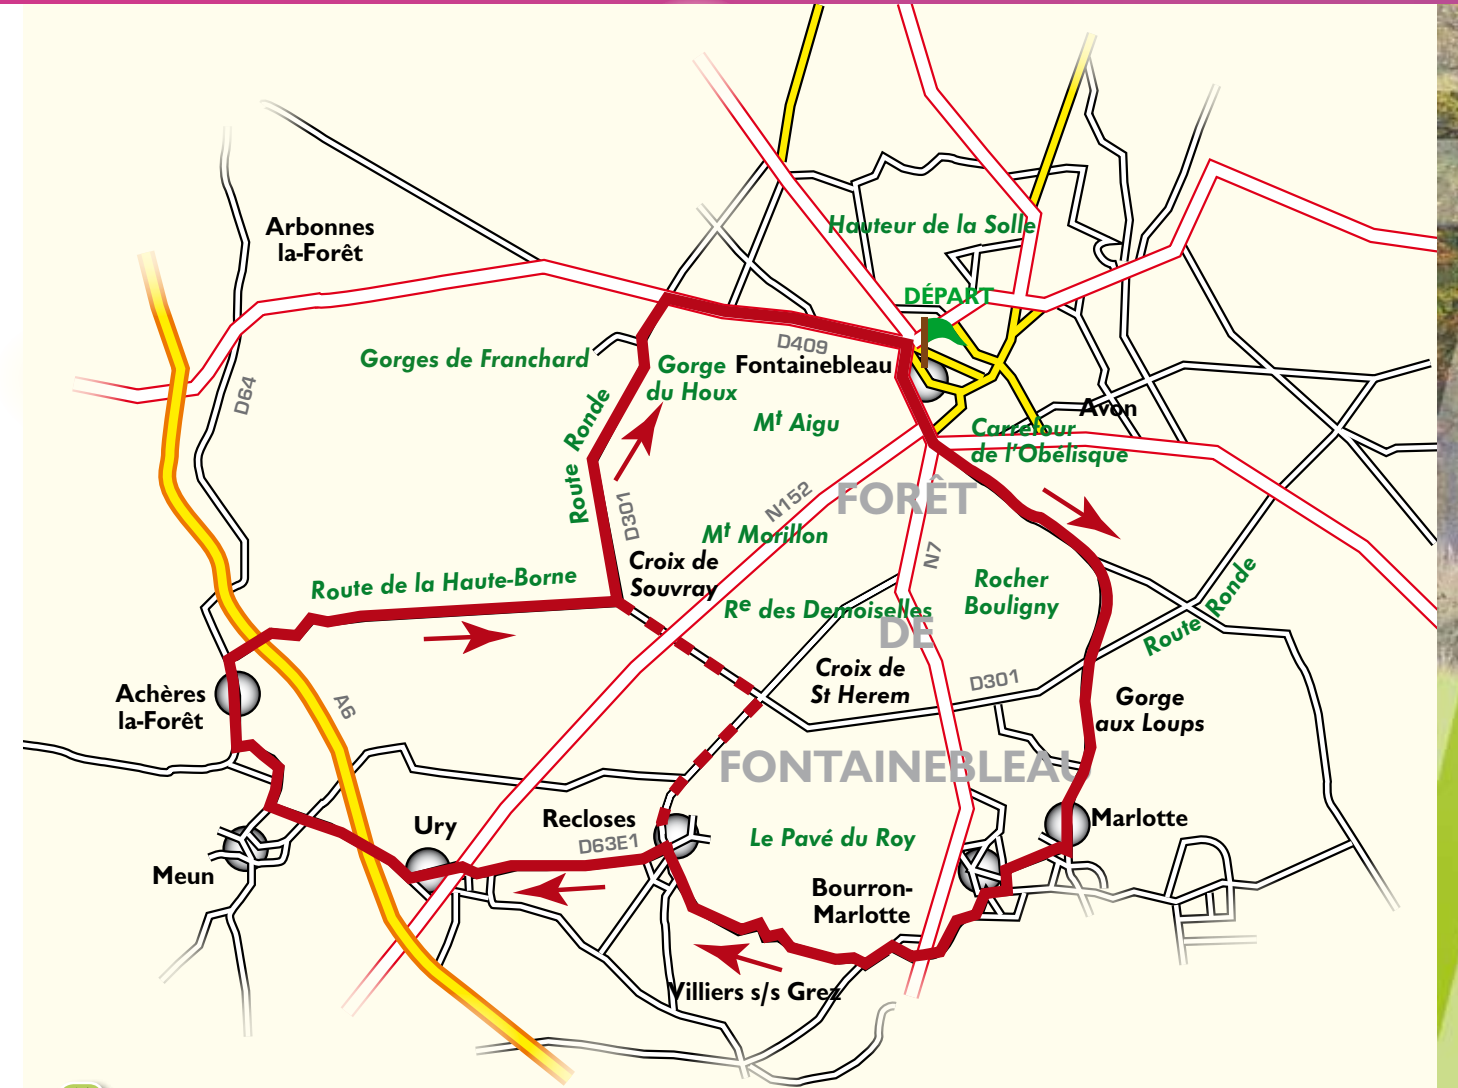 Arbonnes
la-Forêt
Hauteur de la Solle
DÉPART
D409
Fontainebleau
Gorges de Franchard
Gorge
du Houx
D64
Route Ronde
Mt Aigu
Avon
Carrefour
de l'Obélisque
FORÊT
N152
D301
Mt Morillon
N7
Croix de
Souvray
Route de la Haute-Borne
Re des Demoiselles
Rocher
Bouligny
Route Ronde
DE
Croix de
St Herem
D301
Achères
la-Forêt
A6
Gorge
aux Loups
FONTAINEBLEAU
Ury
Recloses
D63E1
Marlotte
Le Pavé du Roy
Meun
Bourron-
Marlotte
Villiers s/s Grez